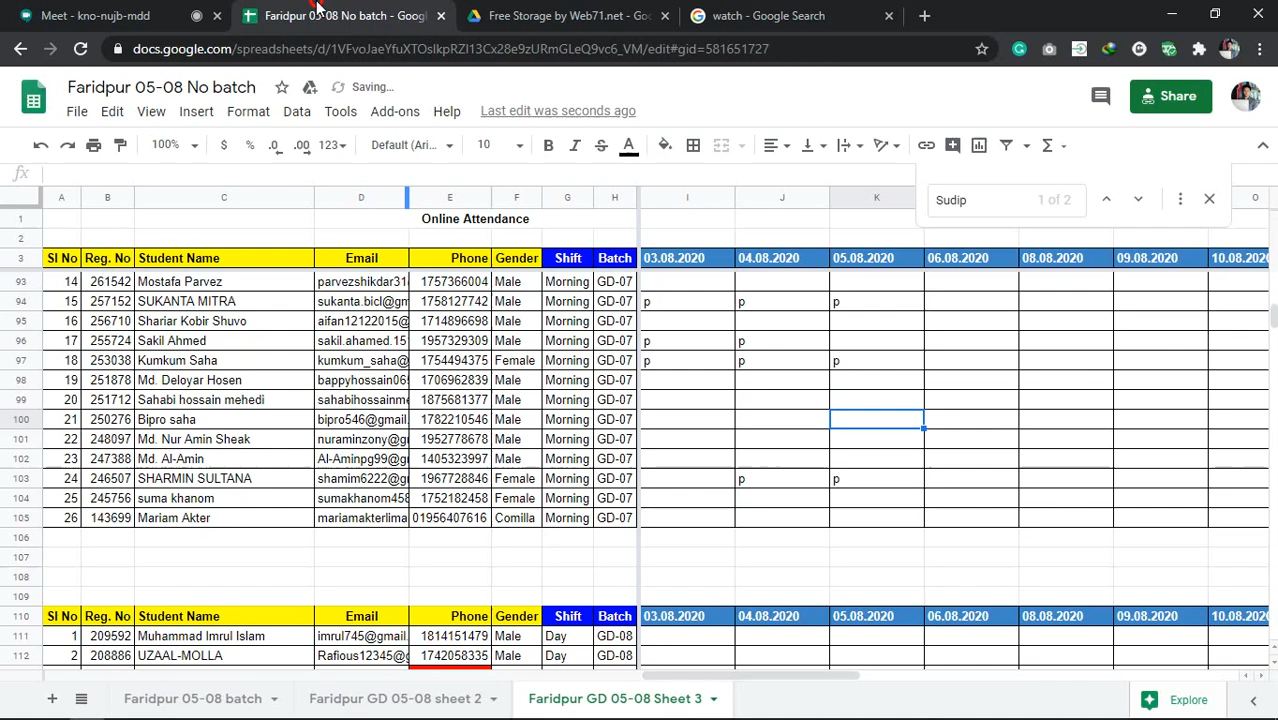 Meet - kno-nujb-mdd
Faridpur 05-08 No batch - Goog
Free Storage by Web71.net - Goo
watch - Google Search
docs.google.com/spreadsheets/d/1VFvoJaeYfuXTOslkpRZI13Cx28e9zURmGLeQ9vc6_VM/edit#gid=581651727
Faridpur 05-08 No batch Saving...
File Edit View Insert Format Data Tools Add-ons Help Last edit was seconds ago
Share
100% $ % .0 .00 123 Default (Ari... 10 B I S A
fx
Sudip 1 of 2
A B C D E F G H I J K O
1 Online Attendance
2
3 Sl No Reg. No Student Name Email Phone Gender Shift Batch 03.08.2020 04.08.2020 05.08.2020 06.08.2020 08.08.2020 09.08.2020 10.08.2020
93 14 261542 Mostafa Parvez parvezshikdar31 1757366004 Male Morning GD-07
94 15 257152 SUKANTA MITRA sukanta.bicl@gm 1758127742 Male Morning GD-07 p p p
95 16 256710 Shariar Kobir Shuvo aifan12122015@ 1714896698 Male Morning GD-07
96 17 255724 Sakil Ahmed sakil.ahamed.15 1957329309 Male Morning GD-07 p p
97 18 253038 Kumkum Saha kumkum_saha@ 1754494375 Female Morning GD-07 p p p
98 19 251878 Md. Deloyar Hosen bappyhossain069 1706962839 Male Morning GD-07
99 20 251712 Sahabi hossain mehedi sahabihossainme 1875681377 Male Morning GD-07
100 21 250276 Bipro saha bipro546@gmail. 1782210546 Male Morning GD-07
101 22 248097 Md. Nur Amin Sheak nuraminzony@gr 1952778678 Male Morning GD-07
102 23 247388 Md. Al-Amin Al-Aminpg99@gr 1405323997 Male Morning GD-07
103 24 246507 SHARMIN SULTANA shamim6222@g 1967728846 Female Morning GD-07 p p
104 25 245756 suma khanom sumakhanom458 1752182458 Female Morning GD-07
105 26 143699 Mariam Akter mariamakterlima 01956407616 Comilla Morning GD-07
106
107
108
109
110 Sl No Reg. No Student Name Email Phone Gender Shift Batch 03.08.2020 04.08.2020 05.08.2020 06.08.2020 08.08.2020 09.08.2020 10.08.2020
111 1 209592 Muhammad Imrul Islam imrul745@gmail. 1814151479 Male Day GD-08
112 2 208886 UZAAL-MOLLA Rafious12345@g 1742058335 Male Day GD-08
Faridpur 05-08 batch Faridpur GD 05-08 sheet 2 Faridpur GD 05-08 Sheet 3 Explore